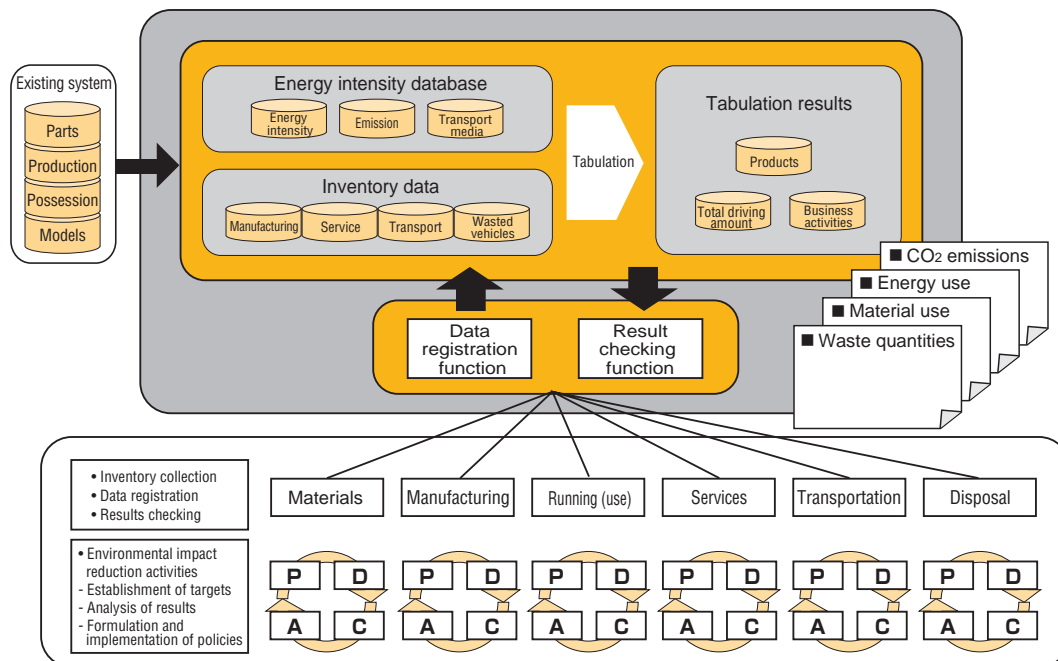 Existing system
Parts
Production
Possession
Models
Energy intensity database
Energy
intensity
Emission
Transport
media
Inventory data
Manufacturing
Service
Transport
Wasted
vehicles
Tabulation
Tabulation results
Products
Total driving
amount
Business
activities
■ CO2 emissions
■ Energy use
■ Material use
■ Waste quantities
Data
registration
function
Result
checking
function
• Inventory collection
• Data registration
• Results checking
Materials
Manufacturing
Running (use)
Services
Transportation
Disposal
• Environmental impact
reduction activities
- Establishment of targets
- Analysis of results
- Formulation and
implementation of policies
P D
A C
P D
A C
P D
A C
P D
A C
P D
A C
P D
A C